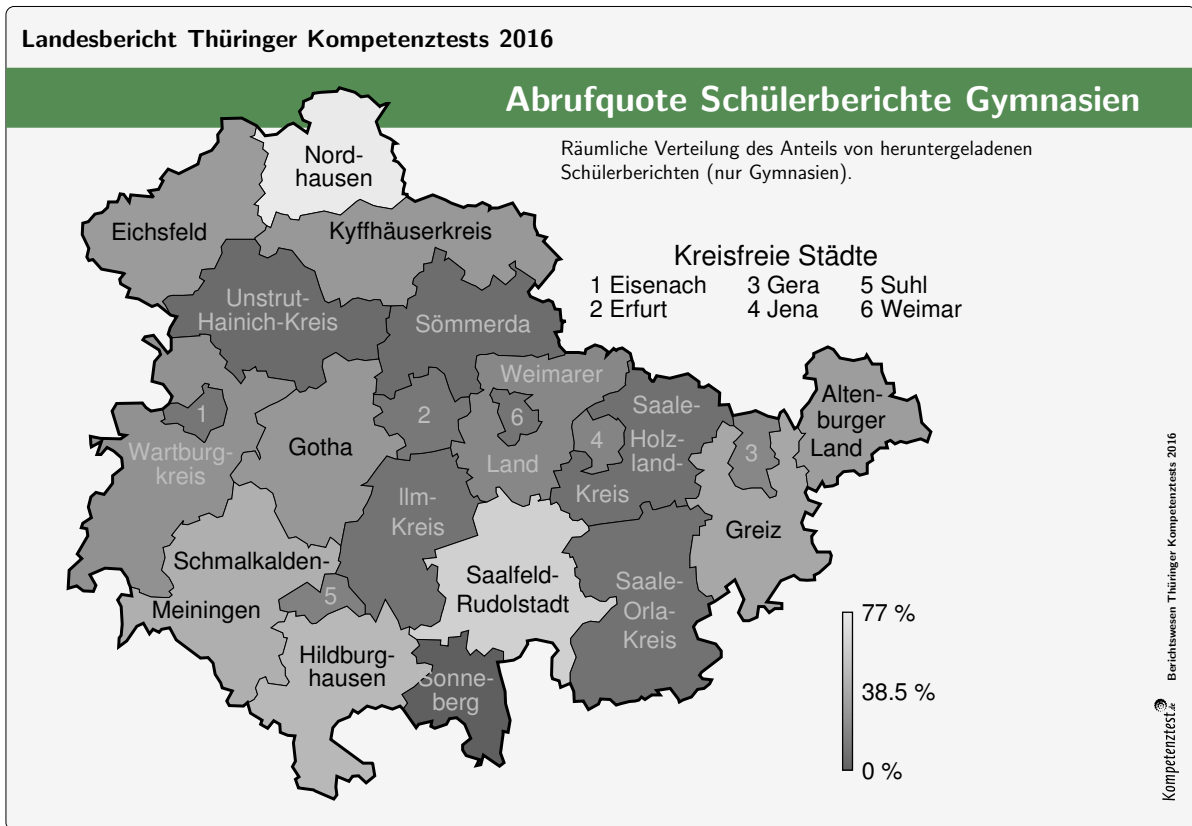 Landesbericht Thüringer Kompetenztests 2016
Abrufquote Schülerberichte Gymnasien
Räumliche Verteilung des Anteils von heruntergeladenen
Schülerberichten (nur Gymnasien).
Kreisfreie Städte
1 Eisenach 3 Gera 5 Suhl
2 Erfurt 4 Jena 6 Weimar
Nord-
hausen
Eichsfeld
Kyffhäuserkreis
Unstrut-
Hainich-Kreis
Sömmerda
Weimarer
Land
Saale-
Holz-
land-
Kreis
Alten-
burger
Land
1
2
6
4
3
Wartburg-
kreis
Gotha
Ilm-
Kreis
Greiz
Schmalkalden-
Meiningen
5
Saalfeld-
Rudolstadt
Saale-
Orla-
Kreis
Hildburg-
hausen
Sonne-
berg
77 %
38.5 %
0 %
Berichtswesen Thüringer Kompetenztests 2016
Kompetenztest.de